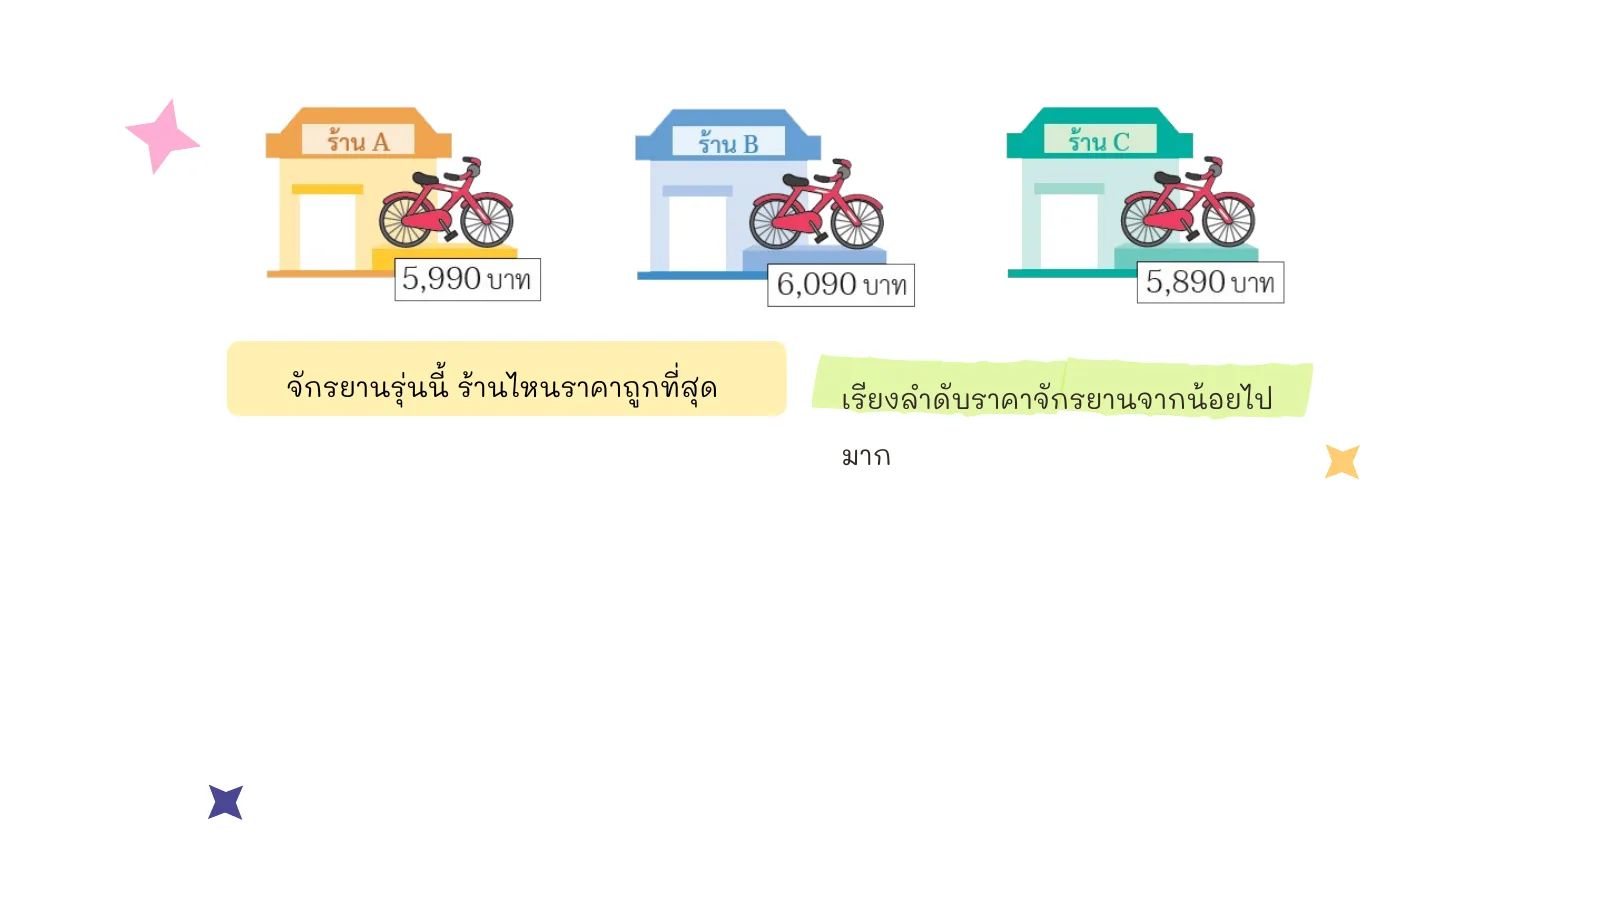 ร้าน A
ร้าน B
ร้าน C
5,990 บาท
6,090 บาท
5,890 บาท
จักรยานรุ่นนี้ ร้านไหนราคาถูกที่สุด
เรียงลำดับราคาจักรยานจากน้อยไป
มาก